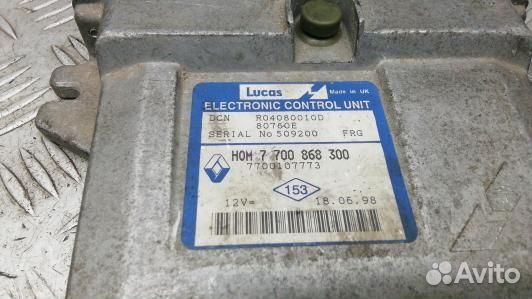 Lucas Made in UK
ELECTRONIC CONTROL UNIT
DCN R04080010D
80760E
SERIAL No 509200 FRG
HOM 7 700 868 300
7700107773
153
12V= 18.06.98
Avito